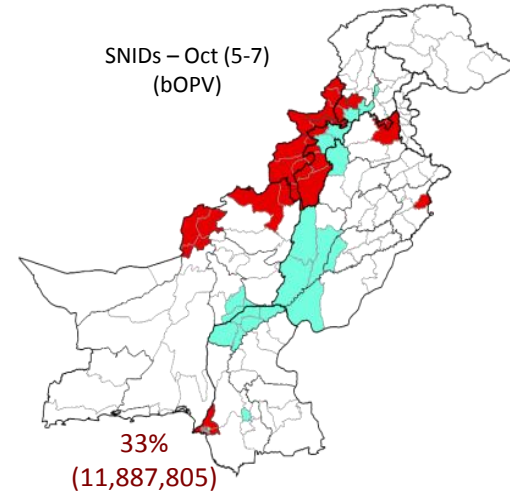 SNIDs – Oct (5-7)
(bOPV)
33%
(11,887,805)